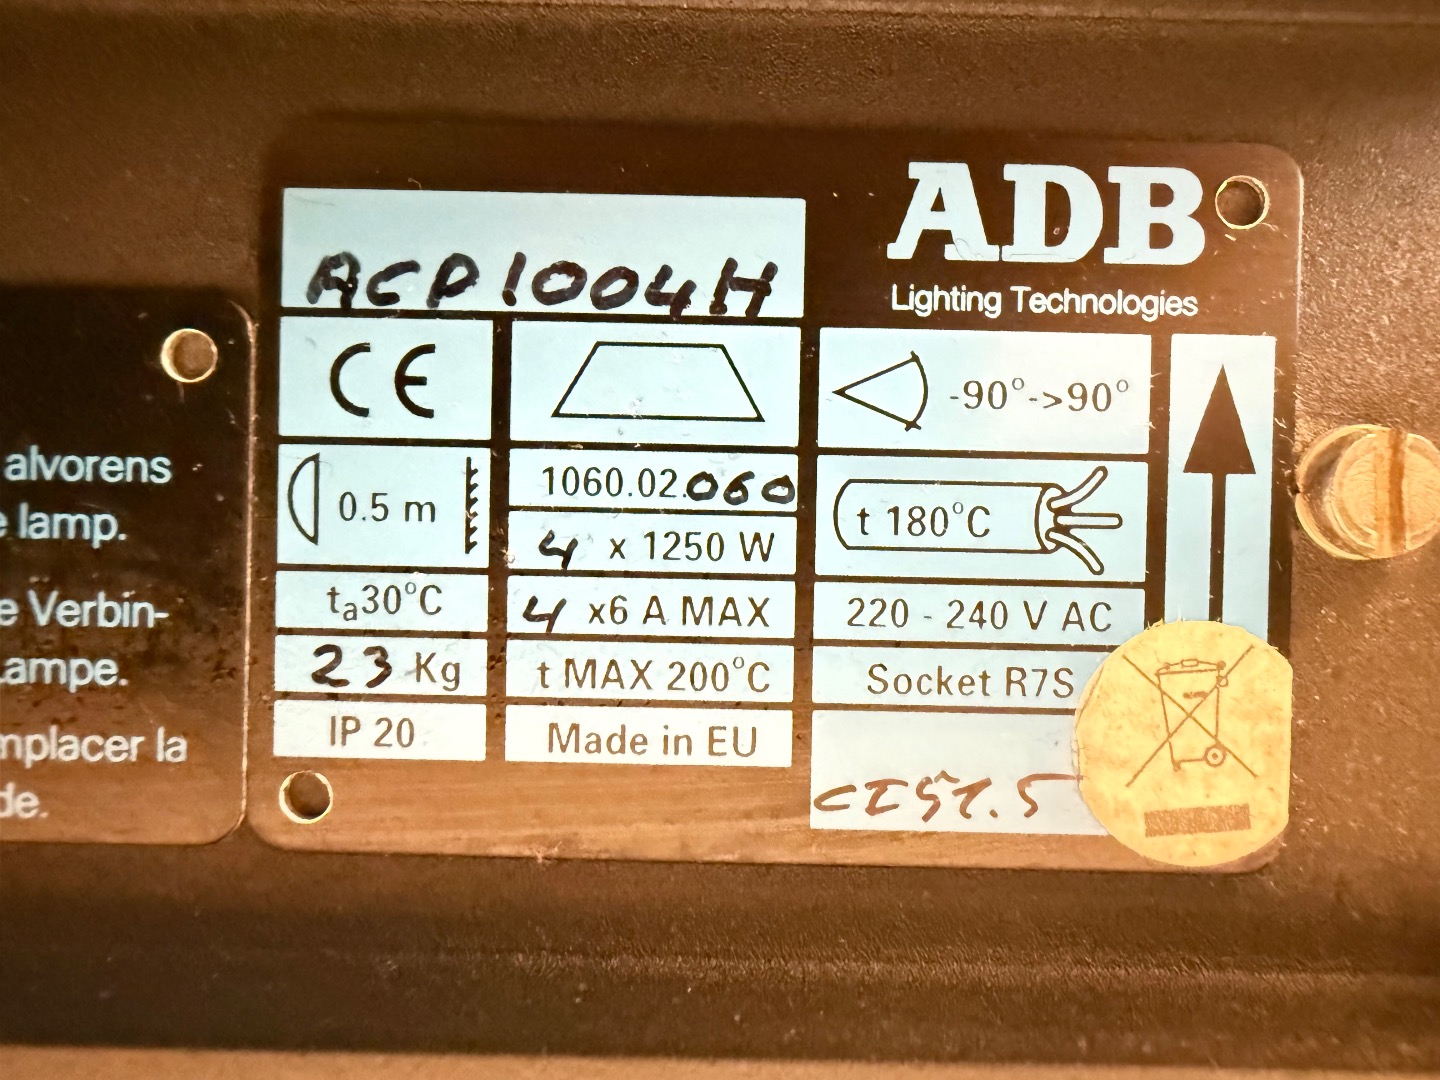 ADB
Lighting Technologies
ACP1004H
CE
-90°->90°
0.5 m
1060.02.060
4 x 1250 W
t 180°C
ta30°C
4 x6 A MAX
220 - 240 V AC
23 Kg
t MAX 200°C
Socket R7S
IP 20
Made in EU
alvorens
lamp.
Verbin-
Lampe.
mplacer la
de.